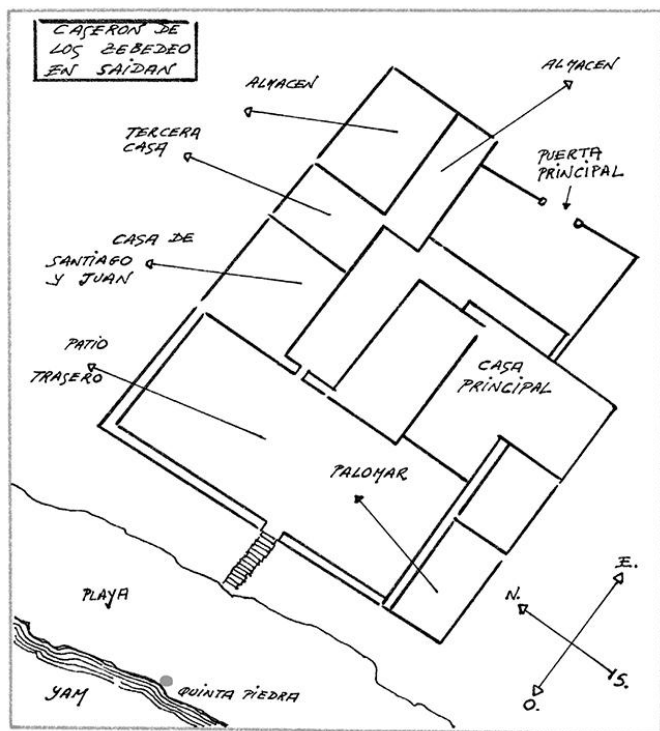 CASERON DE
LOS ZEBEDEO
EN SAIDAN
ALMACEN
ALMACEN
TERCERA
CASA
PUERTA
PRINCIPAL
CASA DE
SANTIAGO
Y JUAN
PATIO
TRASERO
CASA
PRINCIPAL
PALOMAR
PLAYA
YAM
QUINTA PIEDRA
N.
E.
S.
O.